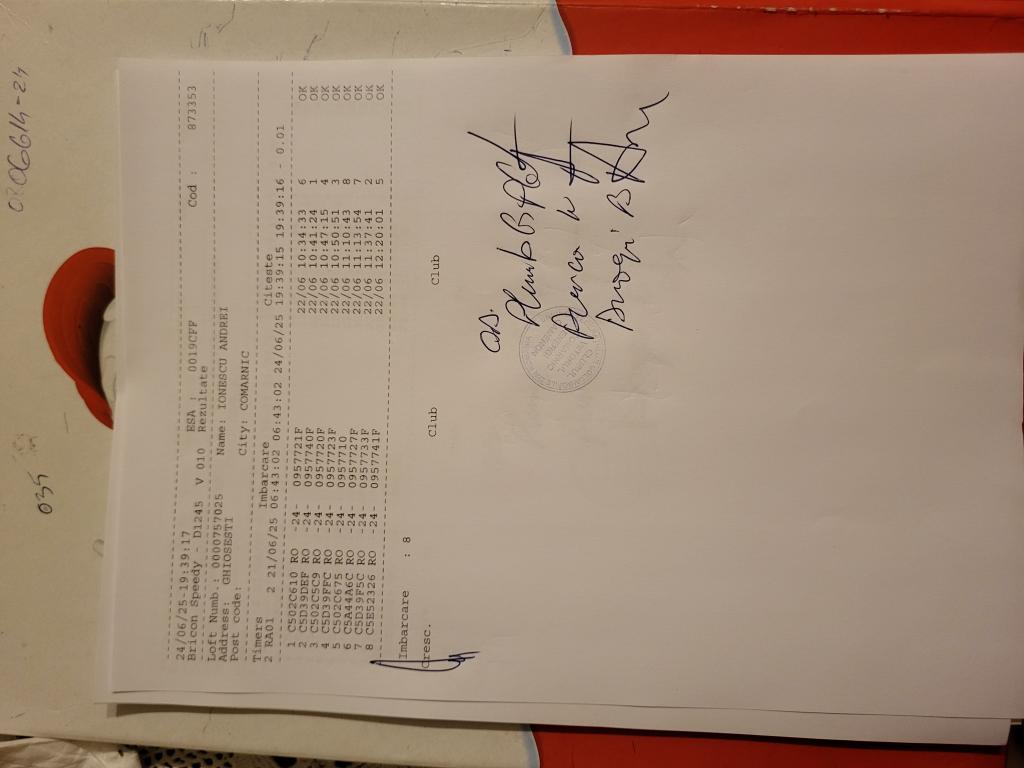 OR06614-24
035
24/06/25-19:39:17
Bricon Speedy - D1245 V 010 ESA : 0019CFF Cod : 873353
Rezultate
Loft Numb.: 0000757025 Name: IONESCU ANDREI
Address: GHIOSESTI
Post code: City: COMARNIC
Timers Imbarcare Citeste
2 RA01 2 21/06/25 06:43:02 06:43:02 24/06/25 19:39:15 19:39:16 - 0.01
1 C502C610 RO -24- 0957721F 22/06 10:34:33 6 OK
2 C5D39DEF RO -24- 0957740F 22/06 10:41:24 1 OK
3 C502C5C9 RO -24- 0957720F 22/06 10:47:15 4 OK
4 C5D39FFC RO -24- 0957723F 22/06 10:50:51 3 OK
5 C502C675 RO -24- 0957710 22/06 11:10:43 8 OK
6 C5A44A6C RO -24- 0957727F 22/06 11:13:54 7 OK
7 C5D39F5C RO -24- 0957733F 22/06 11:37:41 2 OK
8 C5E52326 RO -24- 0957741F 22/06 12:20:01 5 OK
Imbarcare : 8
Cresc. Club Club